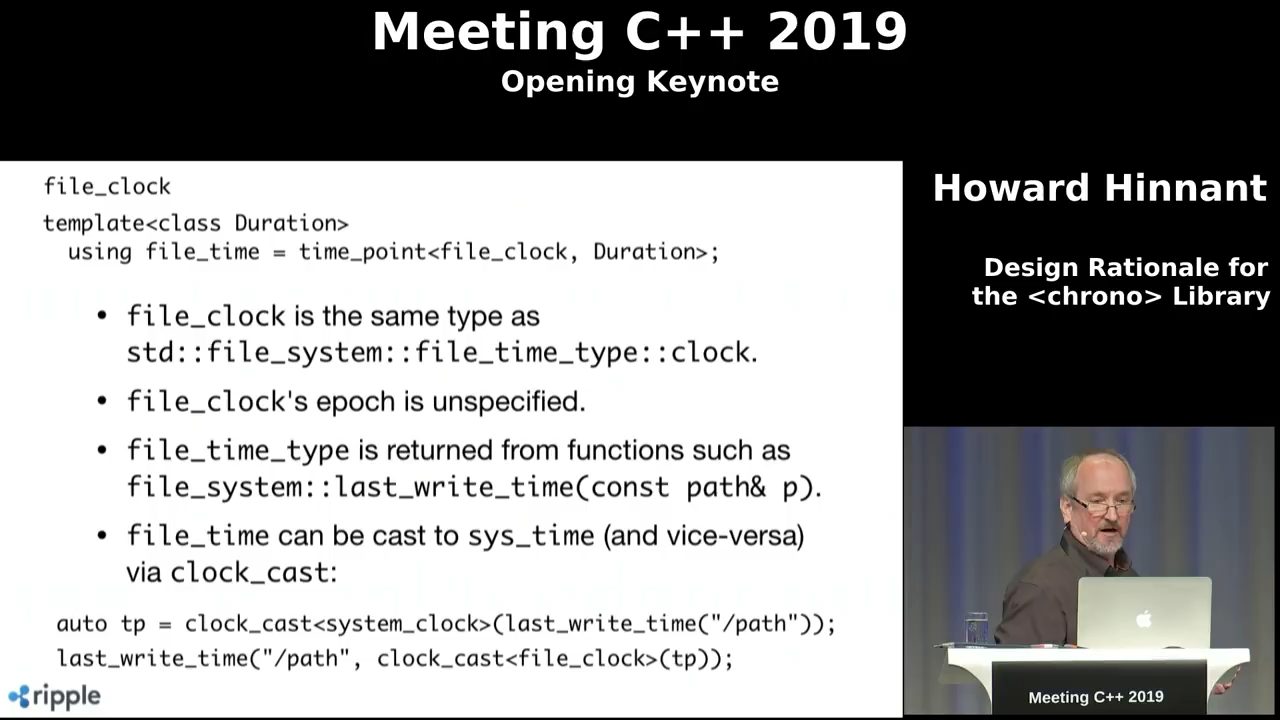 Meeting C++ 2019
Opening Keynote
file_clock
template<class Duration>
using file_time = time_point<file_clock, Duration>;
• file_clock is the same type as
std::file_system::file_time_type::clock.
• file_clock's epoch is unspecified.
• file_time_type is returned from functions such as
file_system::last_write_time(const path& p).
• file_time can be cast to sys_time (and vice-versa)
via clock_cast:
auto tp = clock_cast<system_clock>(last_write_time("/path"));
last_write_time("/path", clock_cast<file_clock>(tp));
ripple
Howard Hinnant
Design Rationale for
the <chrono> Library
Meeting C++ 2019